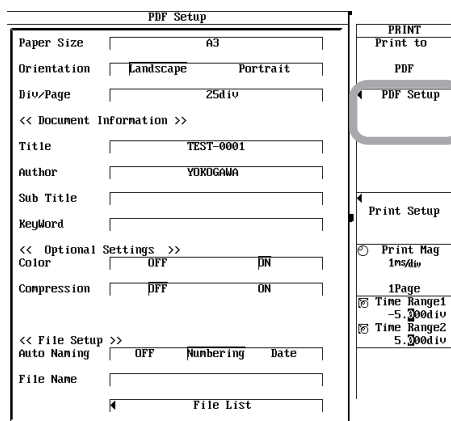 PDF Setup
Paper Size A3
Orientation Landscape Portrait
Div/Page 25div
<< Document Information >>
Title TEST-0001
Author YOKOGAWA
Sub Title
KeyWord
<< Optional Settings >>
Color OFF ON
Compression OFF ON
<< File Setup >>
Auto Naming OFF Numbering Date
File Name
File List
PRINT
Print to
PDF
PDF Setup
Print Setup
Print Mag
1ms/div
1Page
Time Range1
-5.000div
Time Range2
5.000div